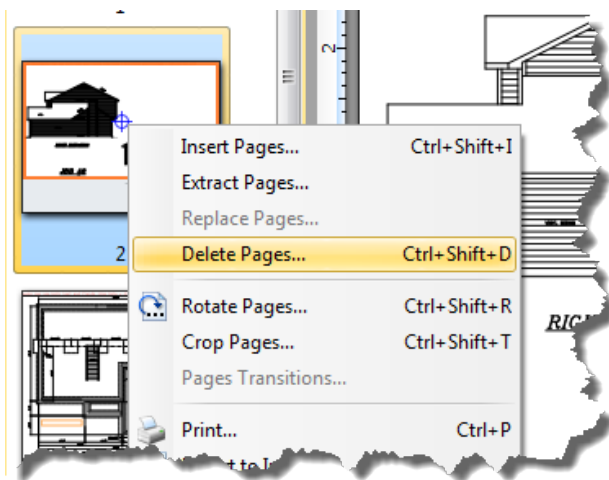 1
2
Insert Pages... Ctrl+Shift+I
Extract Pages...
Replace Pages...
2
Delete Pages... Ctrl+Shift+D
Rotate Pages... Ctrl+Shift+R
Crop Pages... Ctrl+Shift+T
Pages Transitions...
Print... Ctrl+P